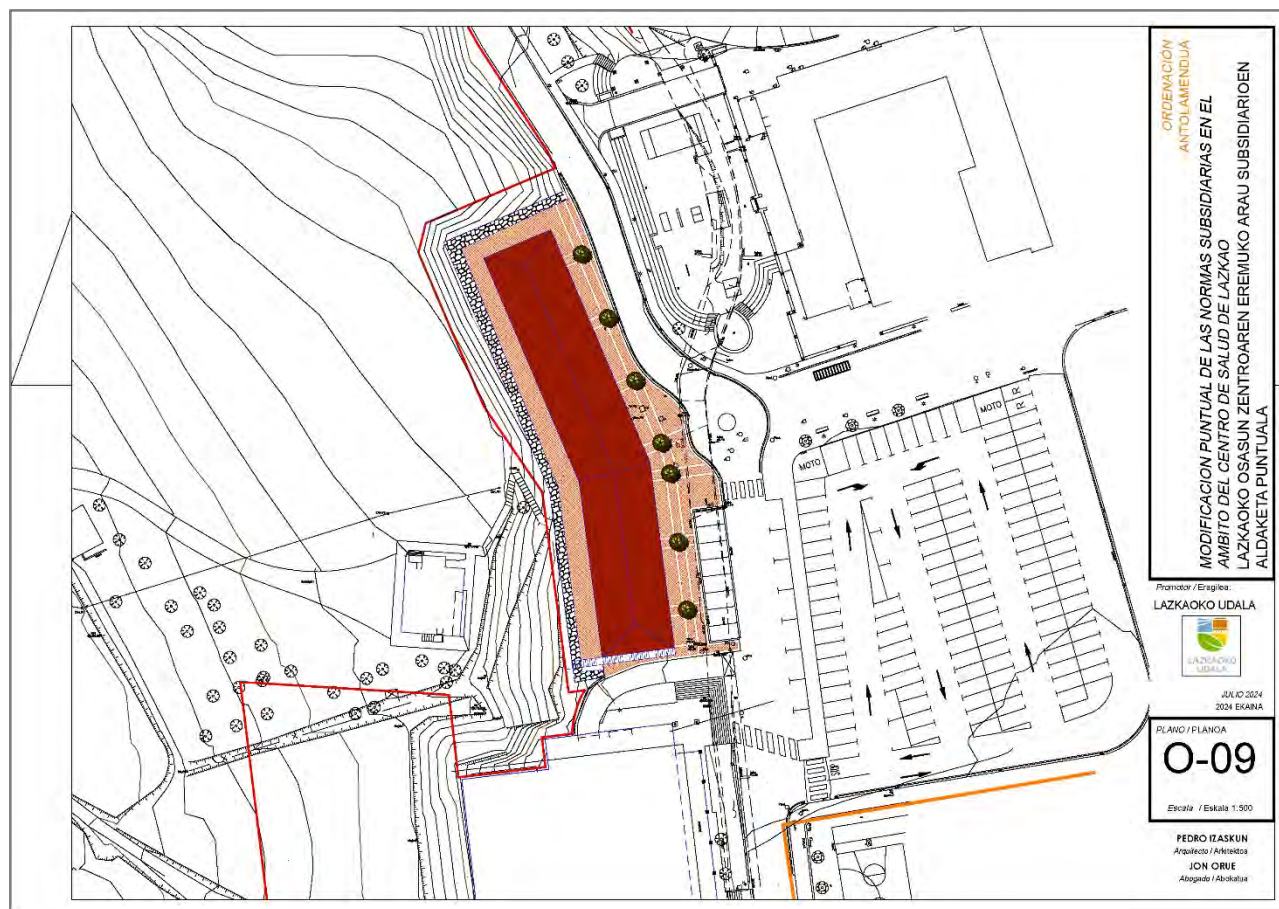 ORDENACIÓN
ANTOLAMENDUA
MODIFICACION PUNTUAL DE LAS NORMAS SUBSIDIARIAS EN EL
AMBITO DEL CENTRO DE SALUD DE LAZKAO
LAZKAOKO OSASUN ZENTROAREN EREMUKO ARAU SUBSIDIARIOEN
ALDAKETA PUNTUALA
Promotor / Eragilea:
LAZKAOKO UDALA
LAZKAOKO
UDALA
JULIO 2024
2024 EKAINA
PLANO / PLANOA
O-09
Escala / Eskala 1:500
PEDRO IZASKUN
Arquitecto / Arkitektoa
JON ORUE
Abogado / Abokatua
MOTO
R
R
MOTO